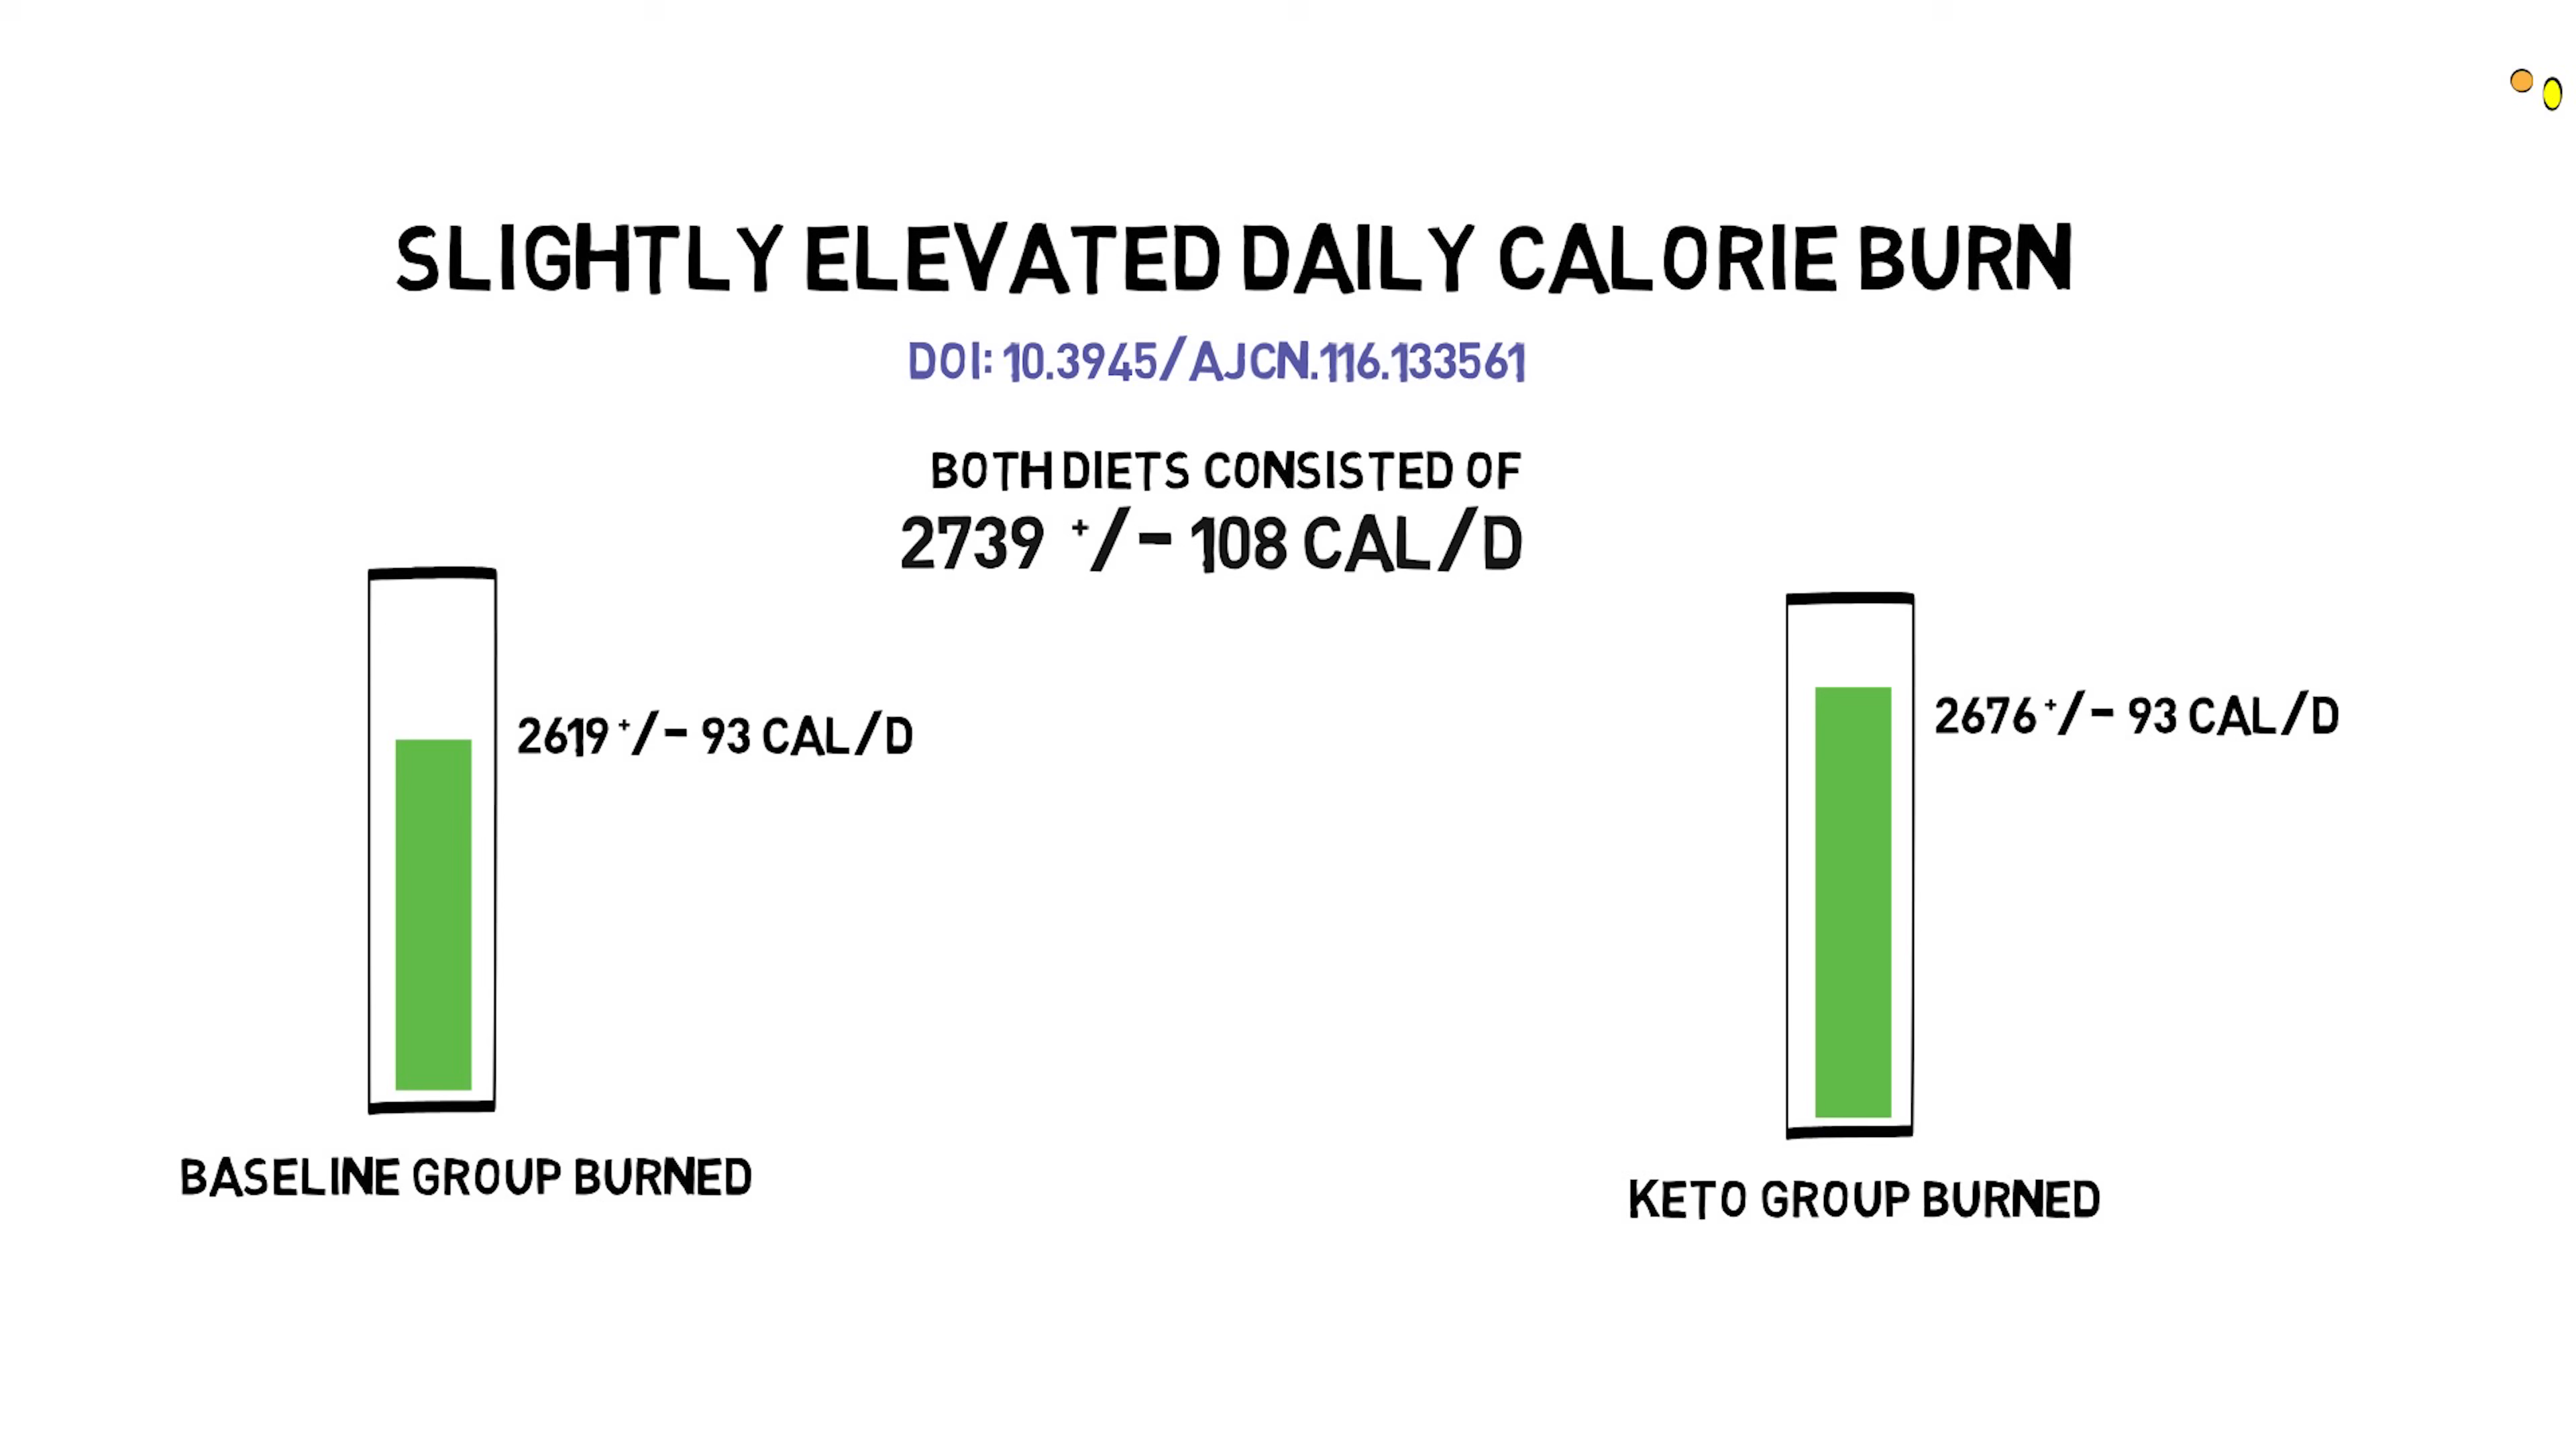 SLIGHTLY ELEVATED DAILY CALORIE BURN
DOI: 10.3945/AJCN.116.133561
BOTH DIETS CONSISTED OF
2739 +/- 108 CAL/D
2619 +/- 93 CAL/D
2676 +/- 93 CAL/D
BASELINE GROUP BURNED
KETO GROUP BURNED